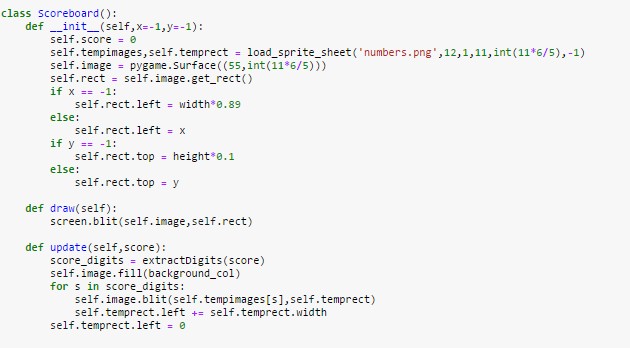 class Scoreboard():
    def __init__(self,x=-1,y=-1):
        self.score = 0
        self.tempimages,self.temprect = load_sprite_sheet('numbers.png',12,1,11,int(11*6/5),-1)
        self.image = pygame.Surface((55,int(11*6/5)))
        self.rect = self.image.get_rect()
        if x == -1:
            self.rect.left = width*0.89
        else:
            self.rect.left = x
        if y == -1:
            self.rect.top = height*0.1
        else:
            self.rect.top = y
    def draw(self):
        screen.blit(self.image,self.rect)
    def update(self,score):
        score_digits = extractDigits(score)
        self.image.fill(background_col)
        for s in score_digits:
            self.image.blit(self.tempimages[s],self.temprect)
            self.temprect.left += self.temprect.width
        self.temprect.left = 0